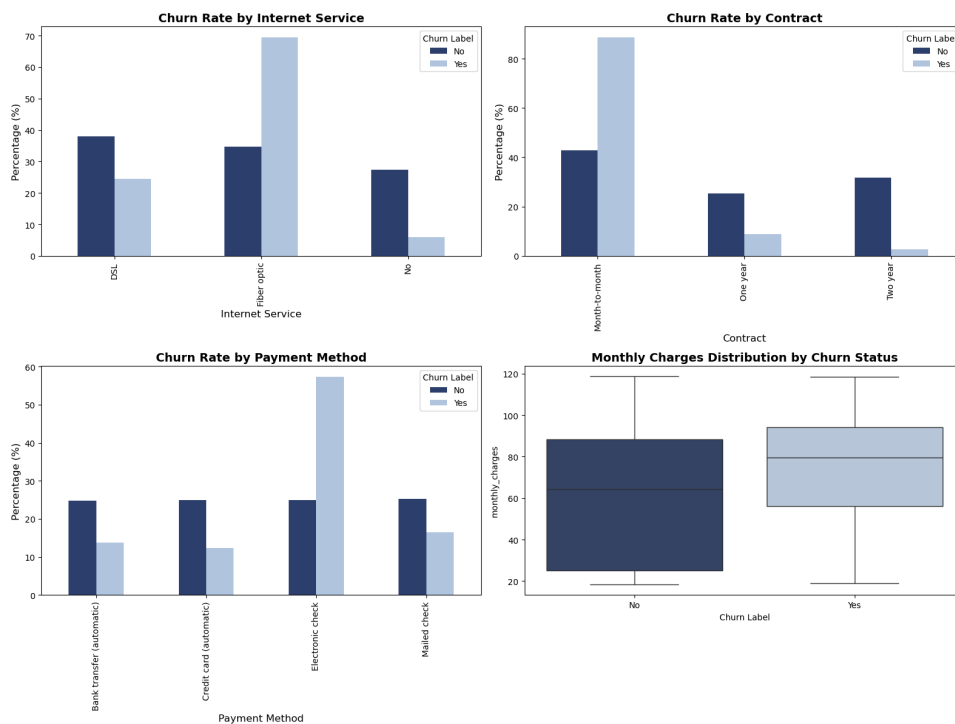 Churn Rate by Internet Service
Percentage (%)
70
60
50
40
30
20
10
0
Churn Label
No
Yes
DSL
Fiber optic
No
Internet Service
Churn Rate by Contract
Percentage (%)
80
60
40
20
0
Churn Label
No
Yes
Month-to-month
One year
Two year
Contract
Churn Rate by Payment Method
Percentage (%)
60
50
40
30
20
10
0
Churn Label
No
Yes
Bank transfer (automatic)
Credit card (automatic)
Electronic check
Mailed check
Payment Method
Monthly Charges Distribution by Churn Status
monthly_charges
120
100
80
60
40
20
No
Yes
Churn Label